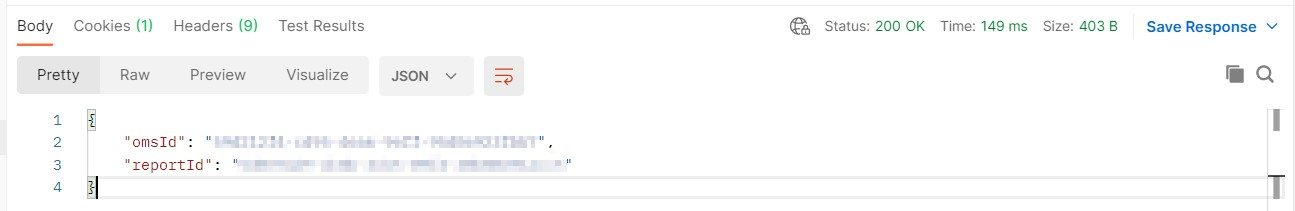 Body Cookies (1) Headers (9) Test Results Status: 200 OK Time: 149 ms Size: 403 B Save Response
Pretty Raw Preview Visualize JSON
1 {
2 "omsId": "",
3 "reportId": ""
4 }